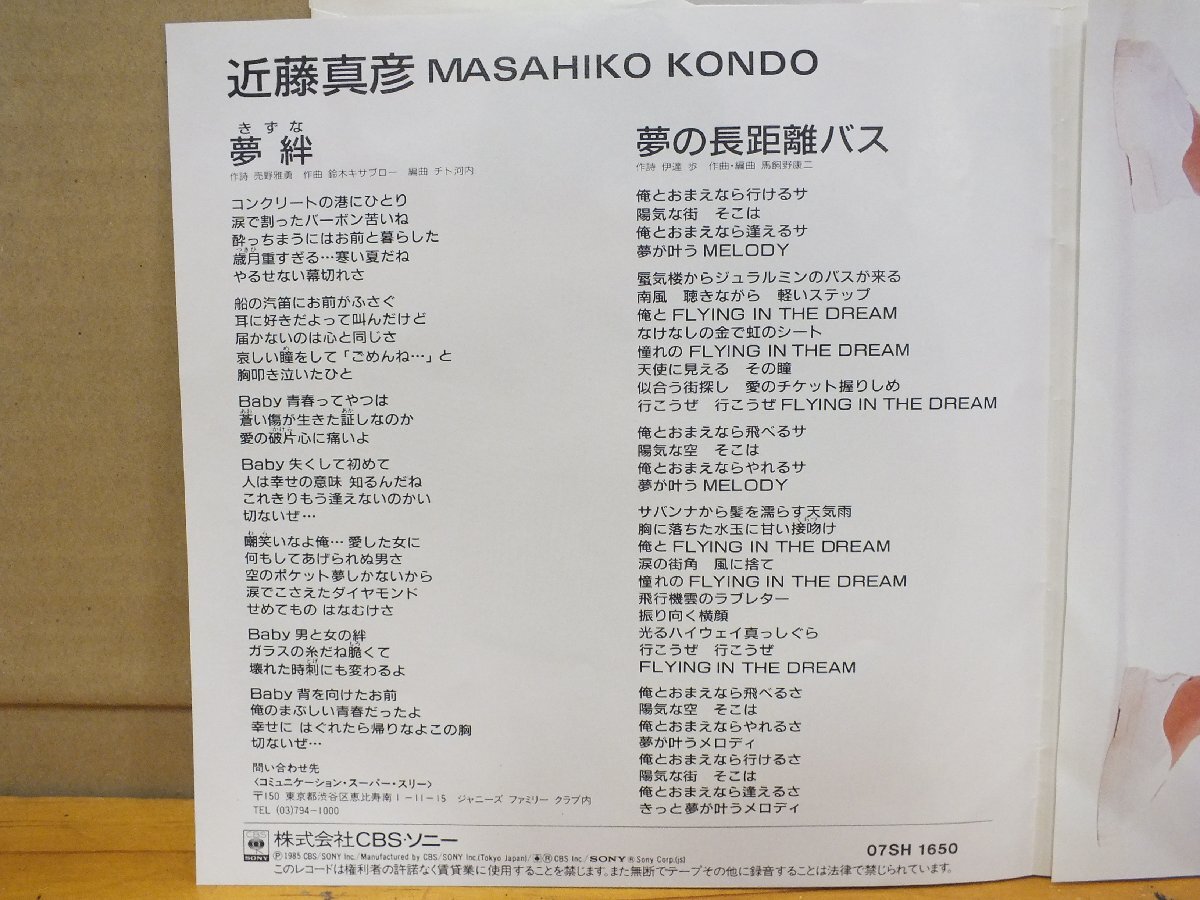 近藤真彦 MASAHIKO KONDO
きずな
夢絆
作詩 売野雅勇 作曲 鈴木キサブロー 編曲 チト河内
コンクリートの港にひとり
涙で割ったバーボン苦いね
酔っちまうにはお前と暮らした
つきひ
歳月重すぎる…寒い夏だね
やるせない幕切れさ
船の汽笛にお前がふさぐ
耳に好きだよって叫んだけど
届かないのは心と同じさ
め
哀しい瞳をして「ごめんね…」と
胸叩き泣いたひと
Baby 青春ってやつは
あお あか
蒼い傷が生きた証しなのか
かけら
愛の破片心に痛いよ
Baby 失くして初めて
人は幸せの意味 知るんだね
これきりもう逢えないのかい
切ないぜ…
わら
嘲笑いなよ俺…愛した女に
何もしてあげられぬ男さ
空のポケット夢しかないから
涙でこさえたダイヤモンド
せめてもの はなむけさ
Baby 男と女の絆
もろ
ガラスの糸だね脆くて
とげ
壊れた時刺にも変わるよ
Baby 背を向けたお前
俺のまぶしい青春だったよ
幸せに はぐれたら帰りなよこの胸
切ないぜ…
問い合わせ先
〈コミュニケーション・スーパー・スリー〉
〒150 東京都渋谷区恵比寿南1-11-15 ジャニーズ ファミリー クラブ内
TEL (03)794-1000
夢の長距離バス
作詩 伊達 歩 作曲・編曲 馬飼野康二
俺とおまえなら行けるサ
陽気な街 そこは
俺とおまえなら逢えるサ
夢が叶う MELODY
蜃気楼からジュラルミンのバスが来る
南風 聴きながら 軽いステップ
俺と FLYING IN THE DREAM
なけなしの金で虹のシート
憧れの FLYING IN THE DREAM
天使に見える その瞳
似合う街探し 愛のチケット握りしめ
行こうぜ 行こうぜ FLYING IN THE DREAM
俺とおまえなら飛べるサ
陽気な空 そこは
俺とおまえならやれるサ
夢が叶う MELODY
サバンナから髪を濡らす天気雨
胸に落ちた水玉に甘い接吻け
俺と FLYING IN THE DREAM
涙の街角 風に捨て
憧れの FLYING IN THE DREAM
飛行機雲のラブレター
振り向く横顔
光るハイウェイ真っしぐら
行こうぜ 行こうぜ
FLYING IN THE DREAM
俺とおまえなら飛べるさ
陽気な空 そこは
俺とおまえならやれるさ
夢が叶うメロディ
俺とおまえなら行けるさ
陽気な街 そこは
俺とおまえなら逢えるさ
きっと夢が叶うメロディ
CBS
SONY
株式会社CBS・ソニー
07SH 1650
Ⓟ1985 CBS/SONY Inc./Manufactured by CBS/SONY Inc.(Tokyo Japan)/ ® CBS Inc./ SONY ® Sony Corp.(js)
このレコードは権利者の許諾なく賃貸業に使用することを禁じます。また無断でテープその他に録音することは法律で禁じられています。